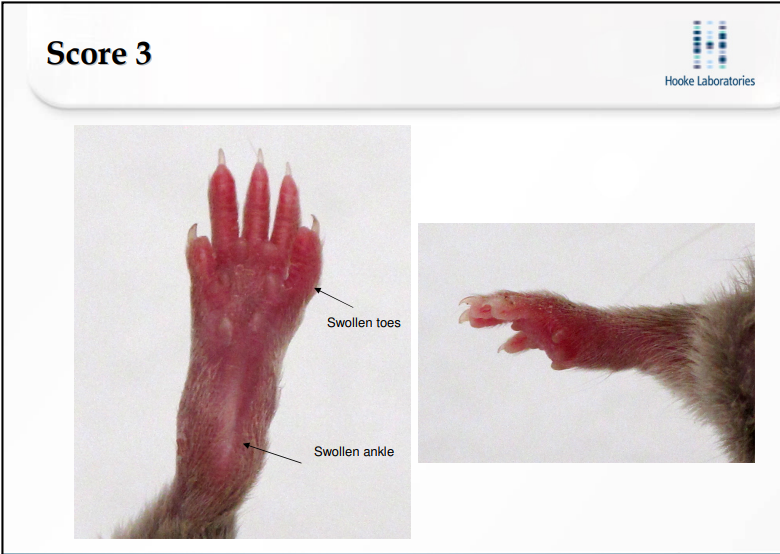 Score 3
Hooke Laboratories
Swollen toes
Swollen ankle